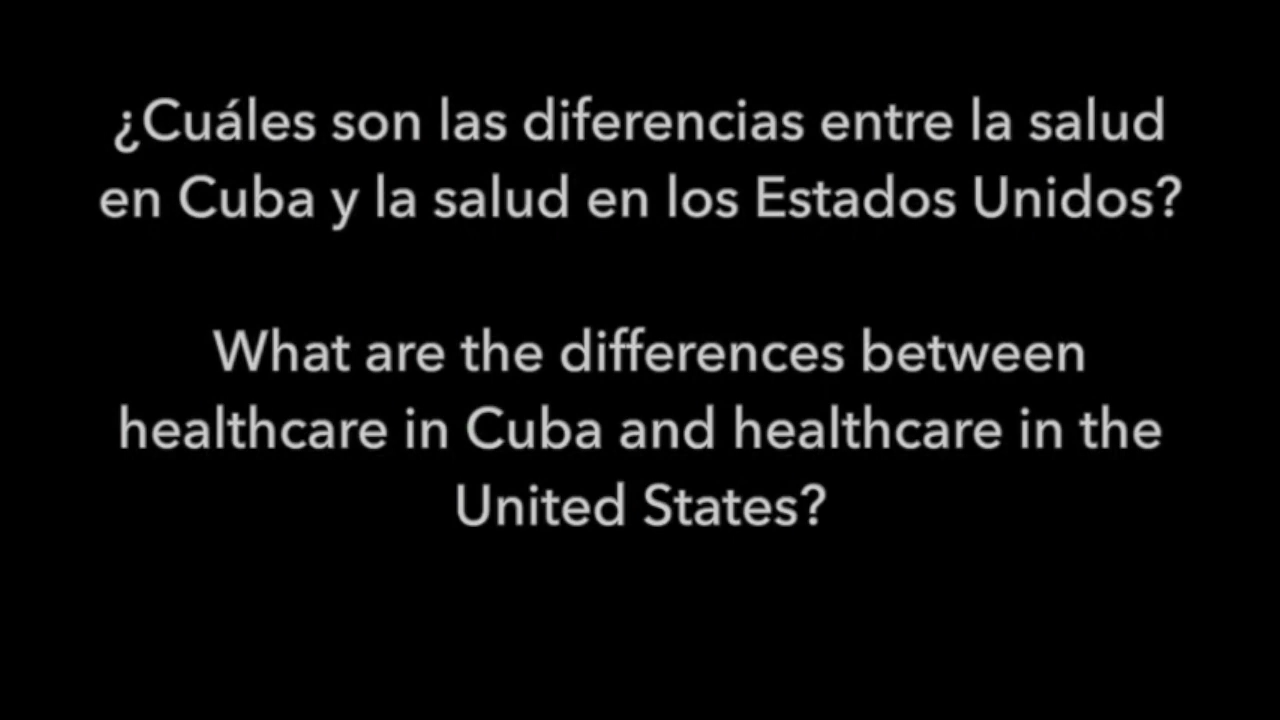 ¿Cuáles son las diferencias entre la salud
en Cuba y la salud en los Estados Unidos?
What are the differences between
healthcare in Cuba and healthcare in the
United States?